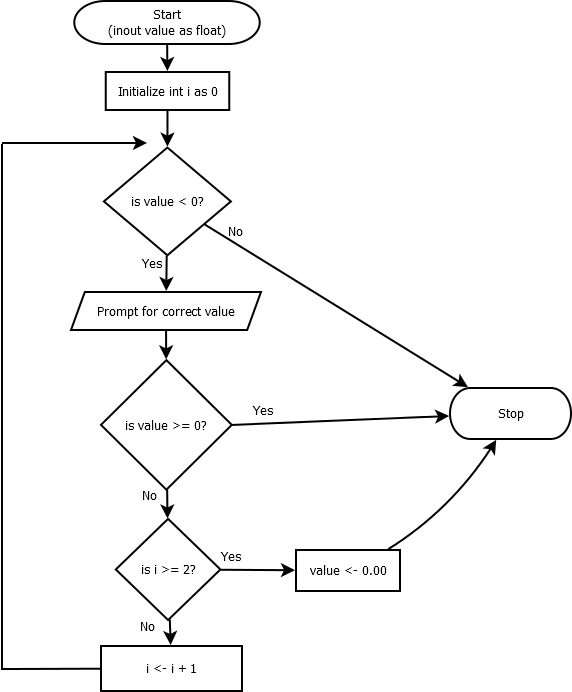 Start
(inout value as float)
Initialize int i as 0
is value < 0?
No
Yes
Prompt for correct value
is value >= 0?
Yes
Stop
No
is i >= 2?
Yes
value <- 0.00
No
i <- i + 1